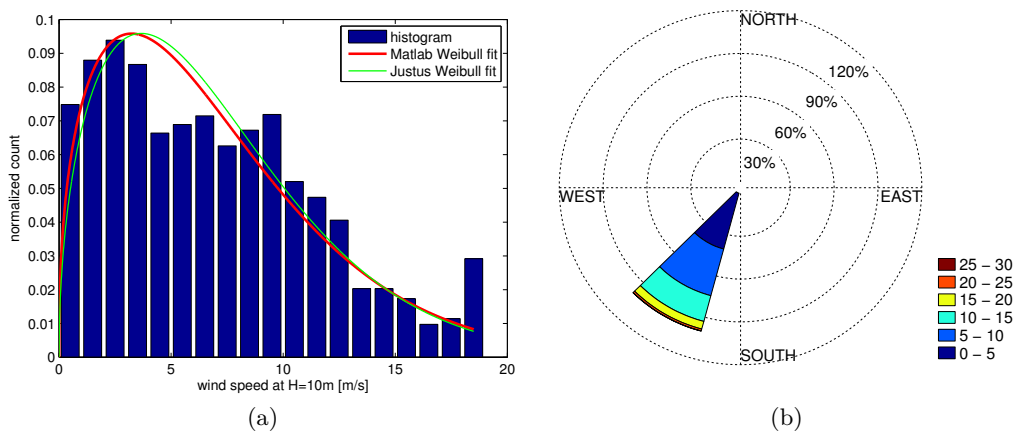 0.1
0.09
0.08
0.07
0.06
0.05
0.04
0.03
0.02
0.01
0
normalized count
0 5 10 15 20
wind speed at H=10m [m/s]
histogram
Matlab Weibull fit
Justus Weibull fit
(a)
NORTH
120%
90%
60%
30%
WEST EAST
SOUTH
25 − 30
20 − 25
15 − 20
10 − 15
5 − 10
0 − 5
(b)